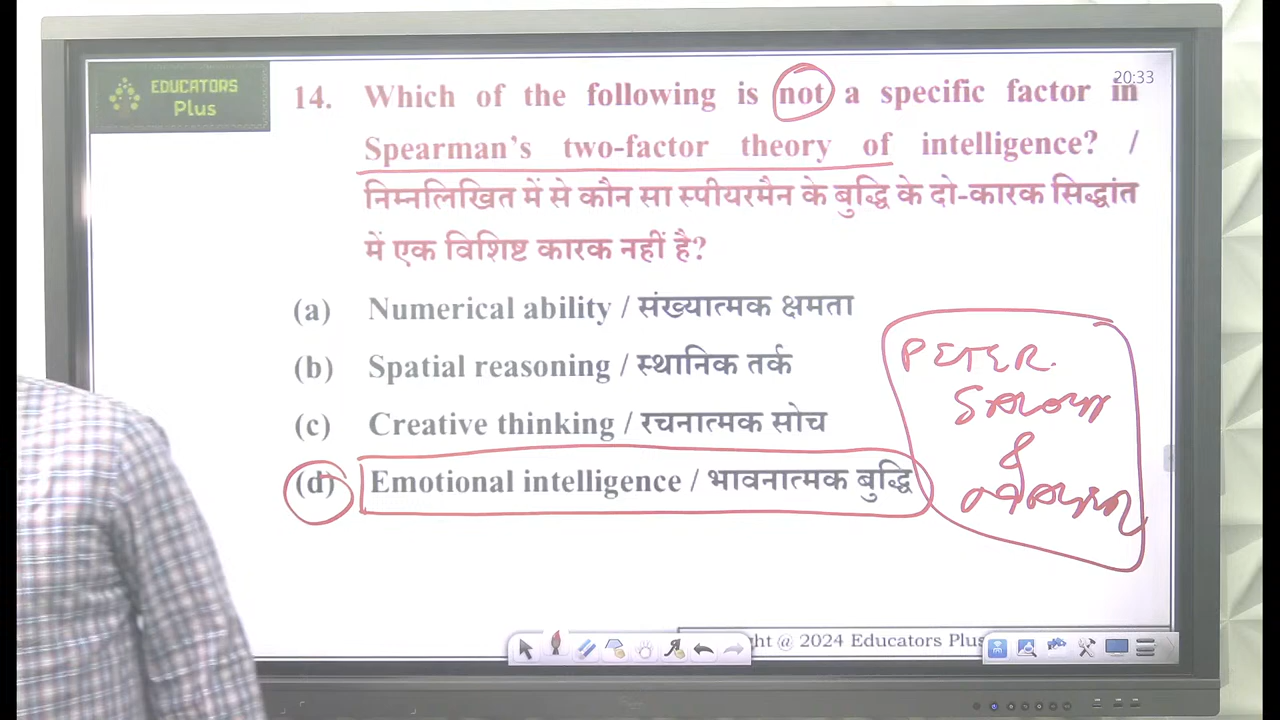 EDUCATORS
Plus
20:33
14. Which of the following is not a specific factor in
Spearman's two-factor theory of intelligence? /
निम्नलिखित में से कौन सा स्पीयरमैन के बुद्धि के दो-कारक सिद्धांत
में एक विशिष्ट कारक नहीं है?
(a) Numerical ability / संख्यात्मक क्षमता
(b) Spatial reasoning / स्थानिक तर्क
(c) Creative thinking / रचनात्मक सोच
(d) Emotional intelligence / भावनात्मक बुद्धि
PETER.
&
@ 2024 Educators Plus